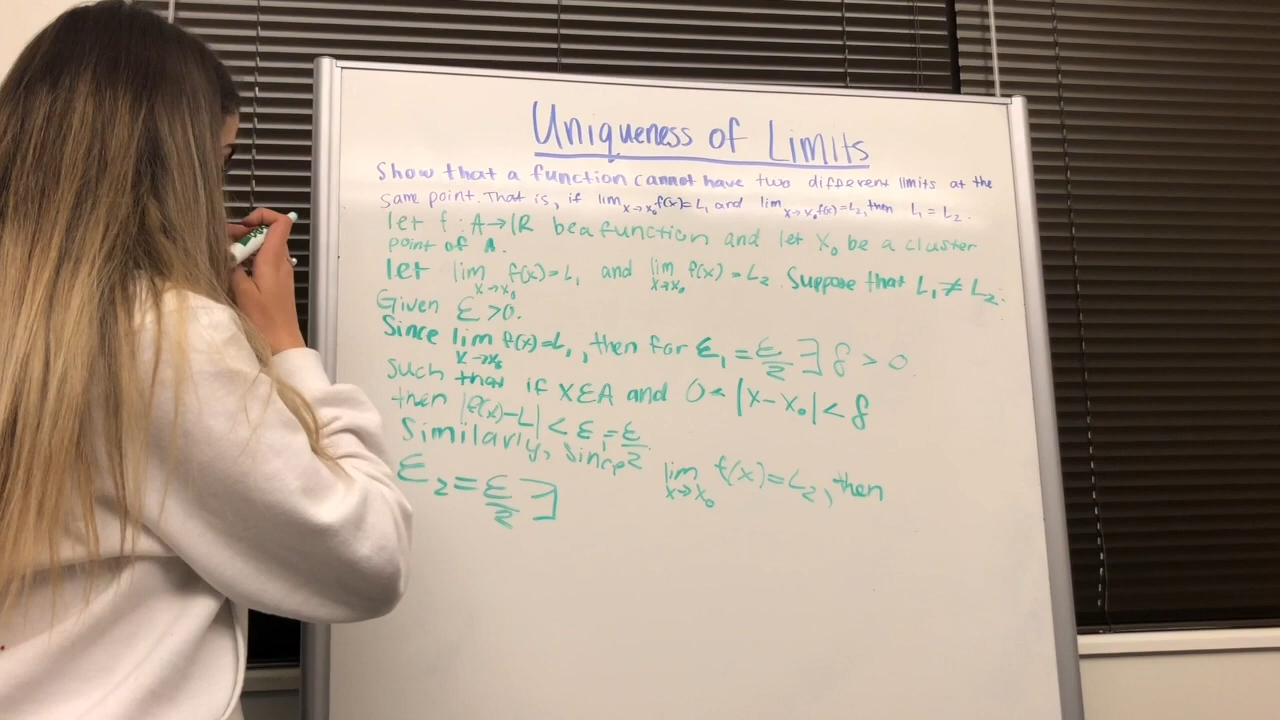 Uniqueness of Limits
Show that a function cannot have two different limits at the
same point. That is, if lim x→x₀ f(x)=L₁ and lim x→x₀ f(x)=L₂, then L₁ = L₂.
let f : A→ℝ be a function and let x₀ be a cluster
point of A.
let lim x→x₀ f(x)=L₁ and lim x→x₀ f(x)=L₂. Suppose that L₁ ≠ L₂.
Given ε >0.
Since lim x→x₀ f(x)=L₁, then for ε₁ = ε/2 ∃ δ > 0
such that if x∈A and 0 < |x-x₀| < δ
then |f(x)-L| < ε₁ = ε/2.
Similarly, since lim x→x₀ f(x)=L₂, then
ε₂ = ε/2 ∃